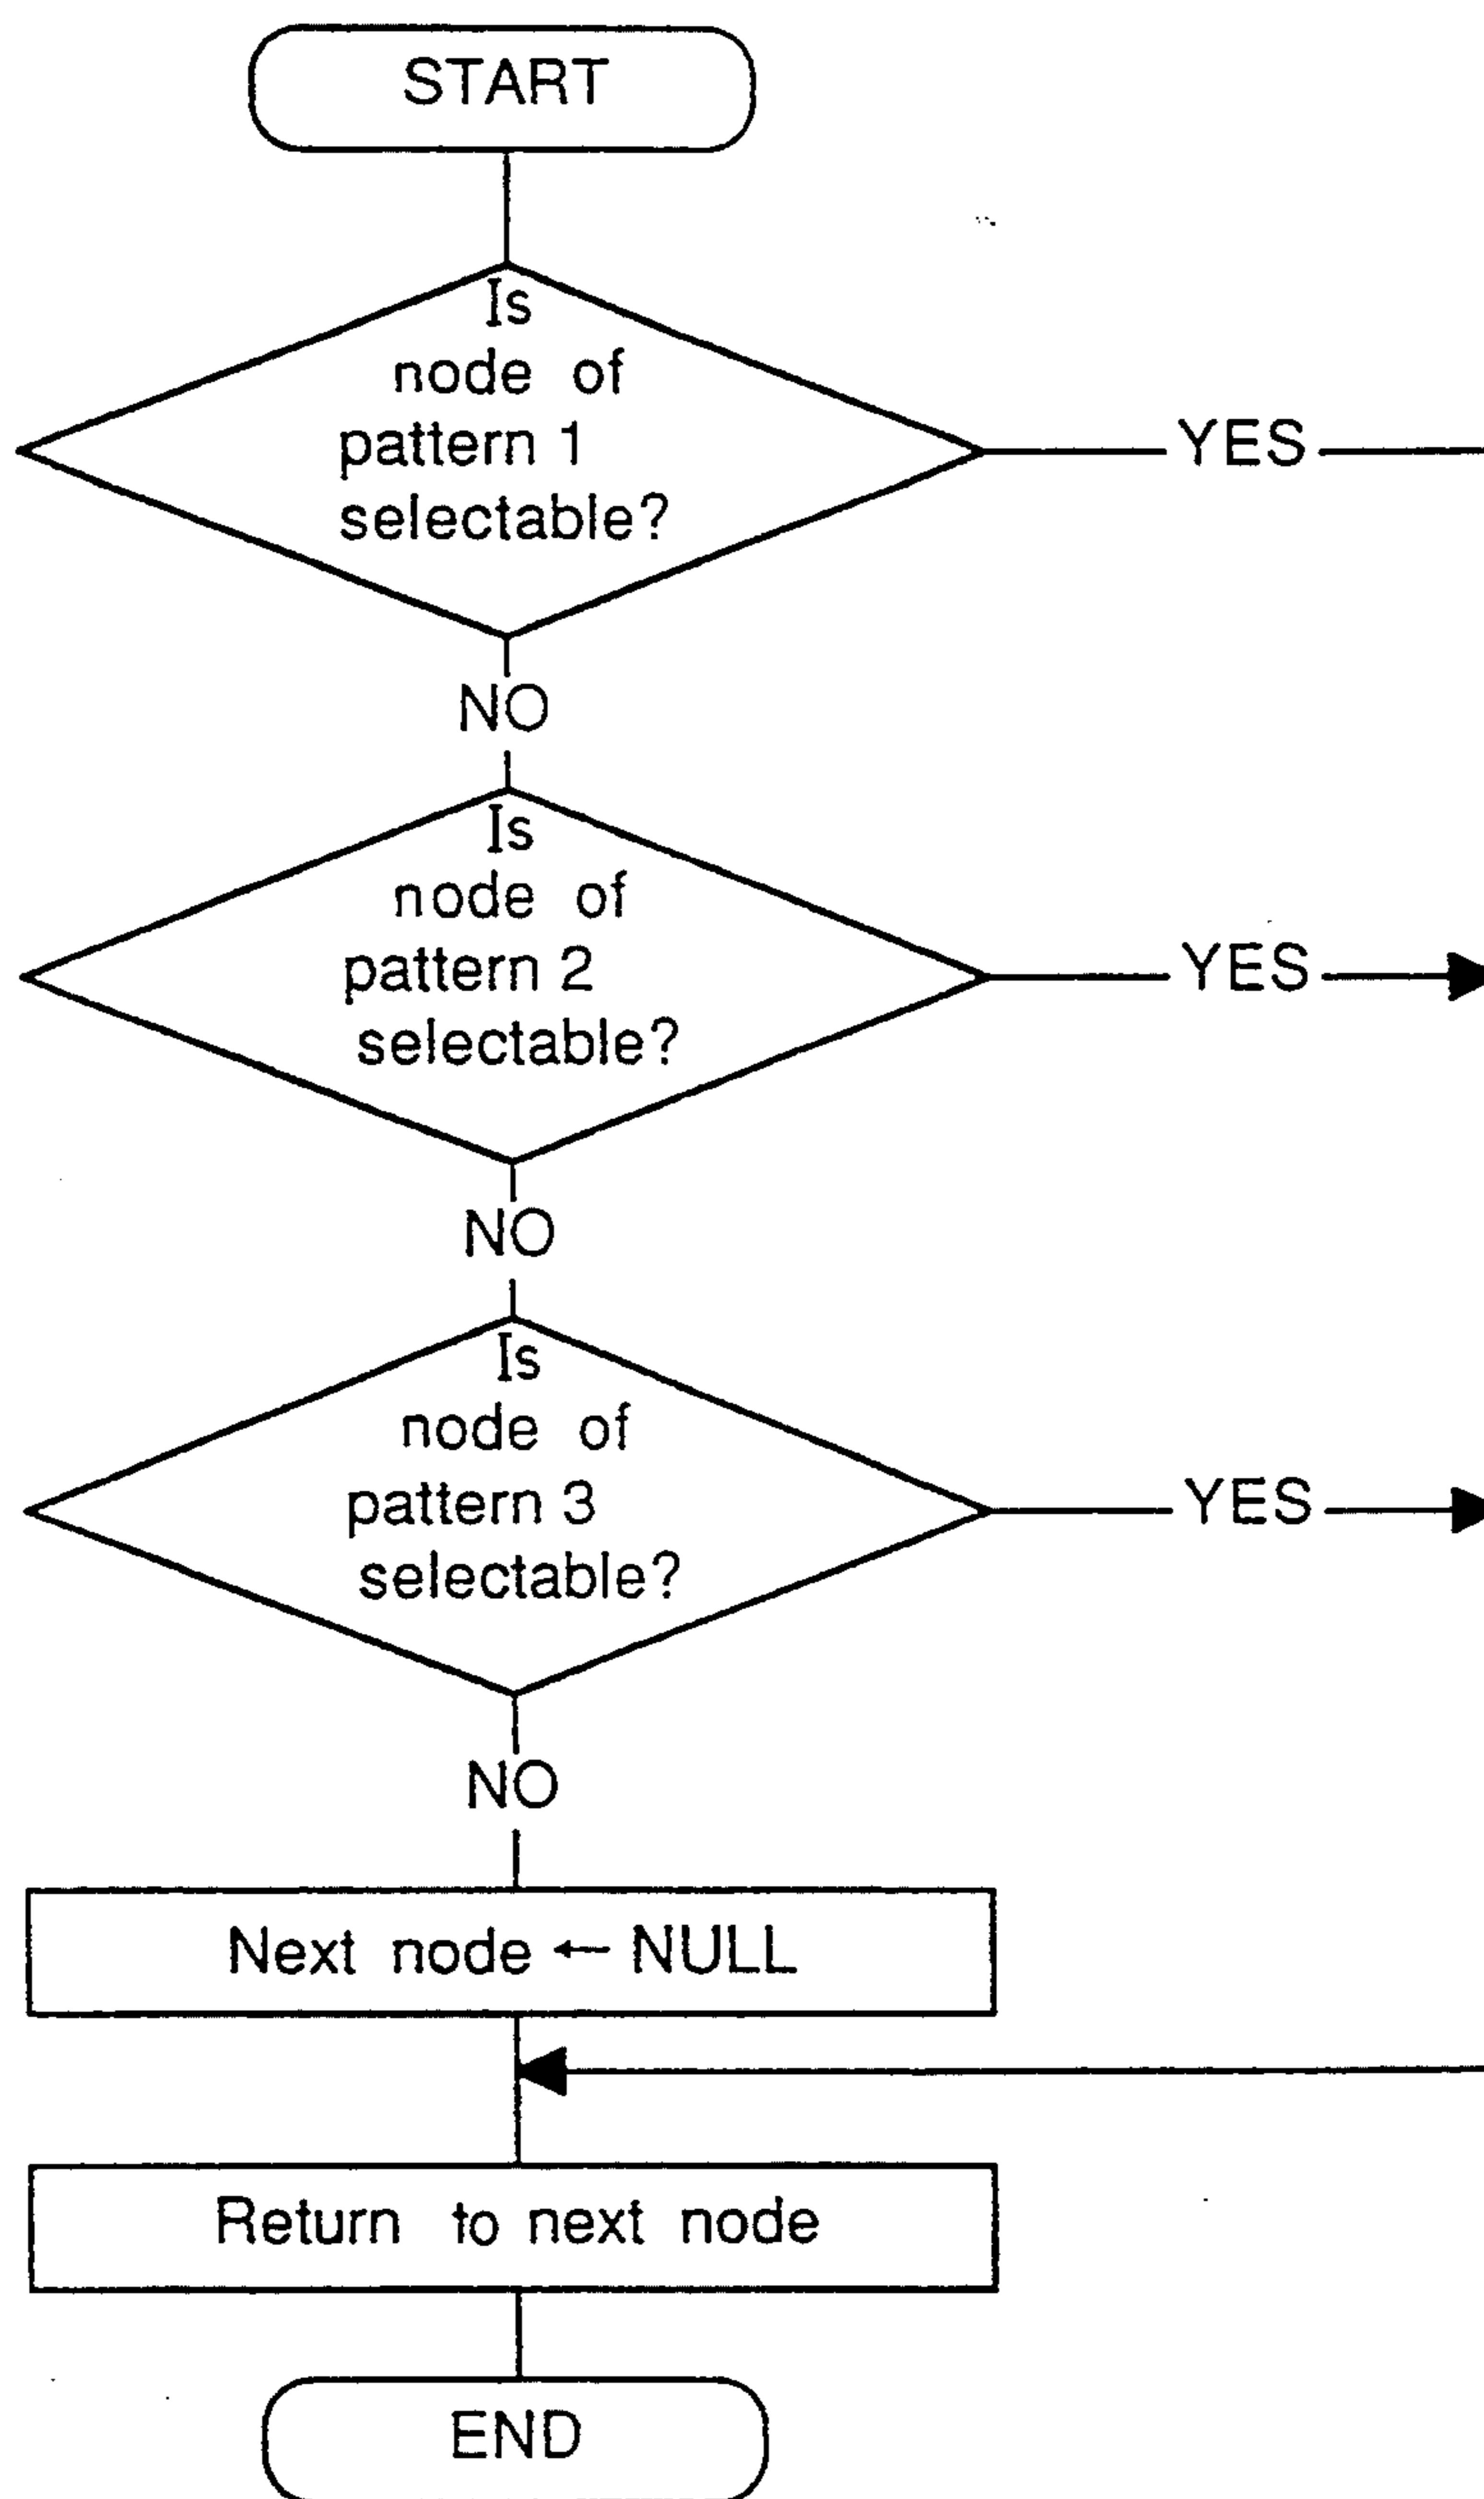 START
Is
node of
pattern 1
selectable?
YES
NO
Is
node of
pattern 2
selectable?
YES
NO
Is
node of
pattern 3
selectable?
YES
NO
Next node ← NULL
Return to next node
END